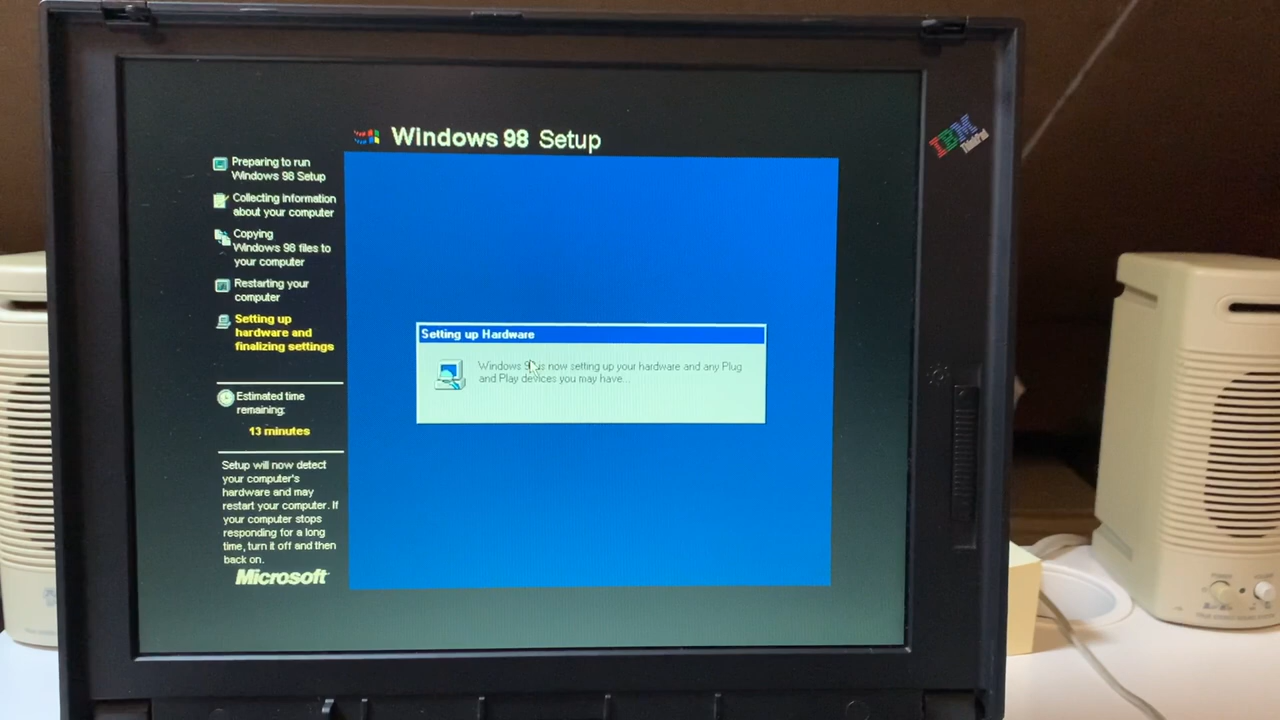 Windows 98 Setup
Preparing to run
Windows 98 Setup
Collecting information
about your computer
Copying
Windows 98 files to
your computer
Restarting your
computer
Setting up
hardware and
finalizing settings
Estimated time
remaining:
13 minutes
Setup will now detect
your computer's
hardware and may
restart your computer. If
your computer stops
responding for a long
time, turn it off and then
back on.
Microsoft
Setting up Hardware
Windows 98 is now setting up your hardware and any Plug
and Play devices you may have...
IBM
ThinkPad